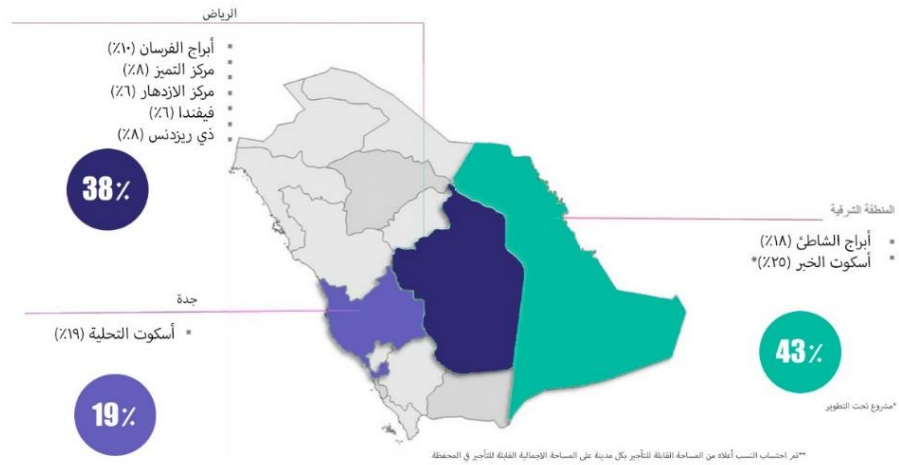 الرياض
أبراج الفرسان (١٠٪)
مركز التميز (٨٪)
مركز الازدهار (٦٪)
فيفندا (٦٪)
ذي ريزدنس (٨٪)
38٪
المنطقة الشرقية
أبراج الشاطئ (١٨٪)
أسكوت الخبر (٢٥٪)*
43٪
*مشروع تحت التطوير
جدة
أسكوت التحلية (١٩٪)
19٪
**تم احتساب النسب أعلاه من المساحة القابلة للتأجير بكل مدينة على المساحة الإجمالية القابلة للتأجير في المحفظة